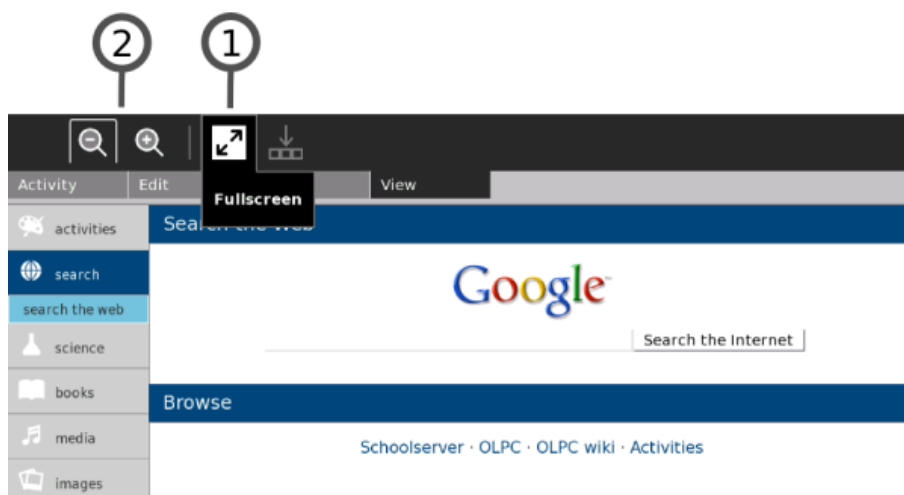 2 1
Activity Edit View
Fullscreen
activities
Search the Web
search
Google
search the web
Search the Internet
science
books
Browse
media
Schoolserver · OLPC · OLPC wiki · Activities
images